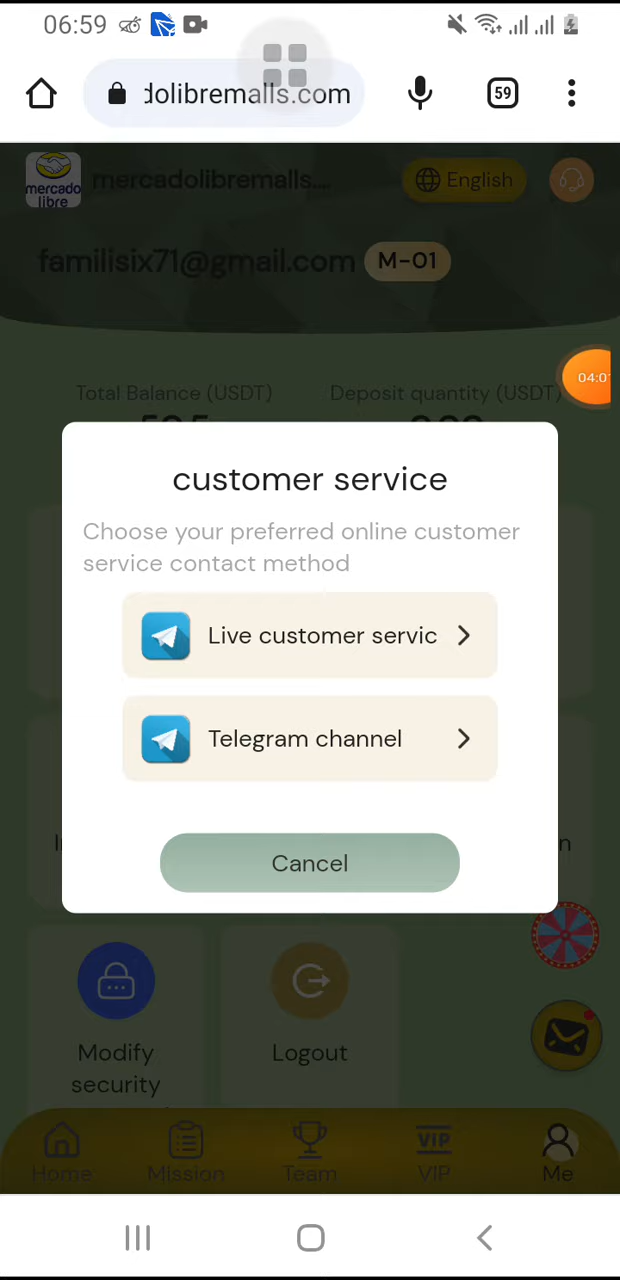 06:59
dolibremalls.com
59
mercado
libre
mercadolibremalls....
English
familisix71@gmail.com
M-01
Total Balance (USDT)
Deposit quantity (USDT)
04:0
customer service
Choose your preferred online customer
service contact method
Live customer servic
Telegram channel
Cancel
Modify
security
Logout
Home
Mission
Team
VIP
VIP
Me